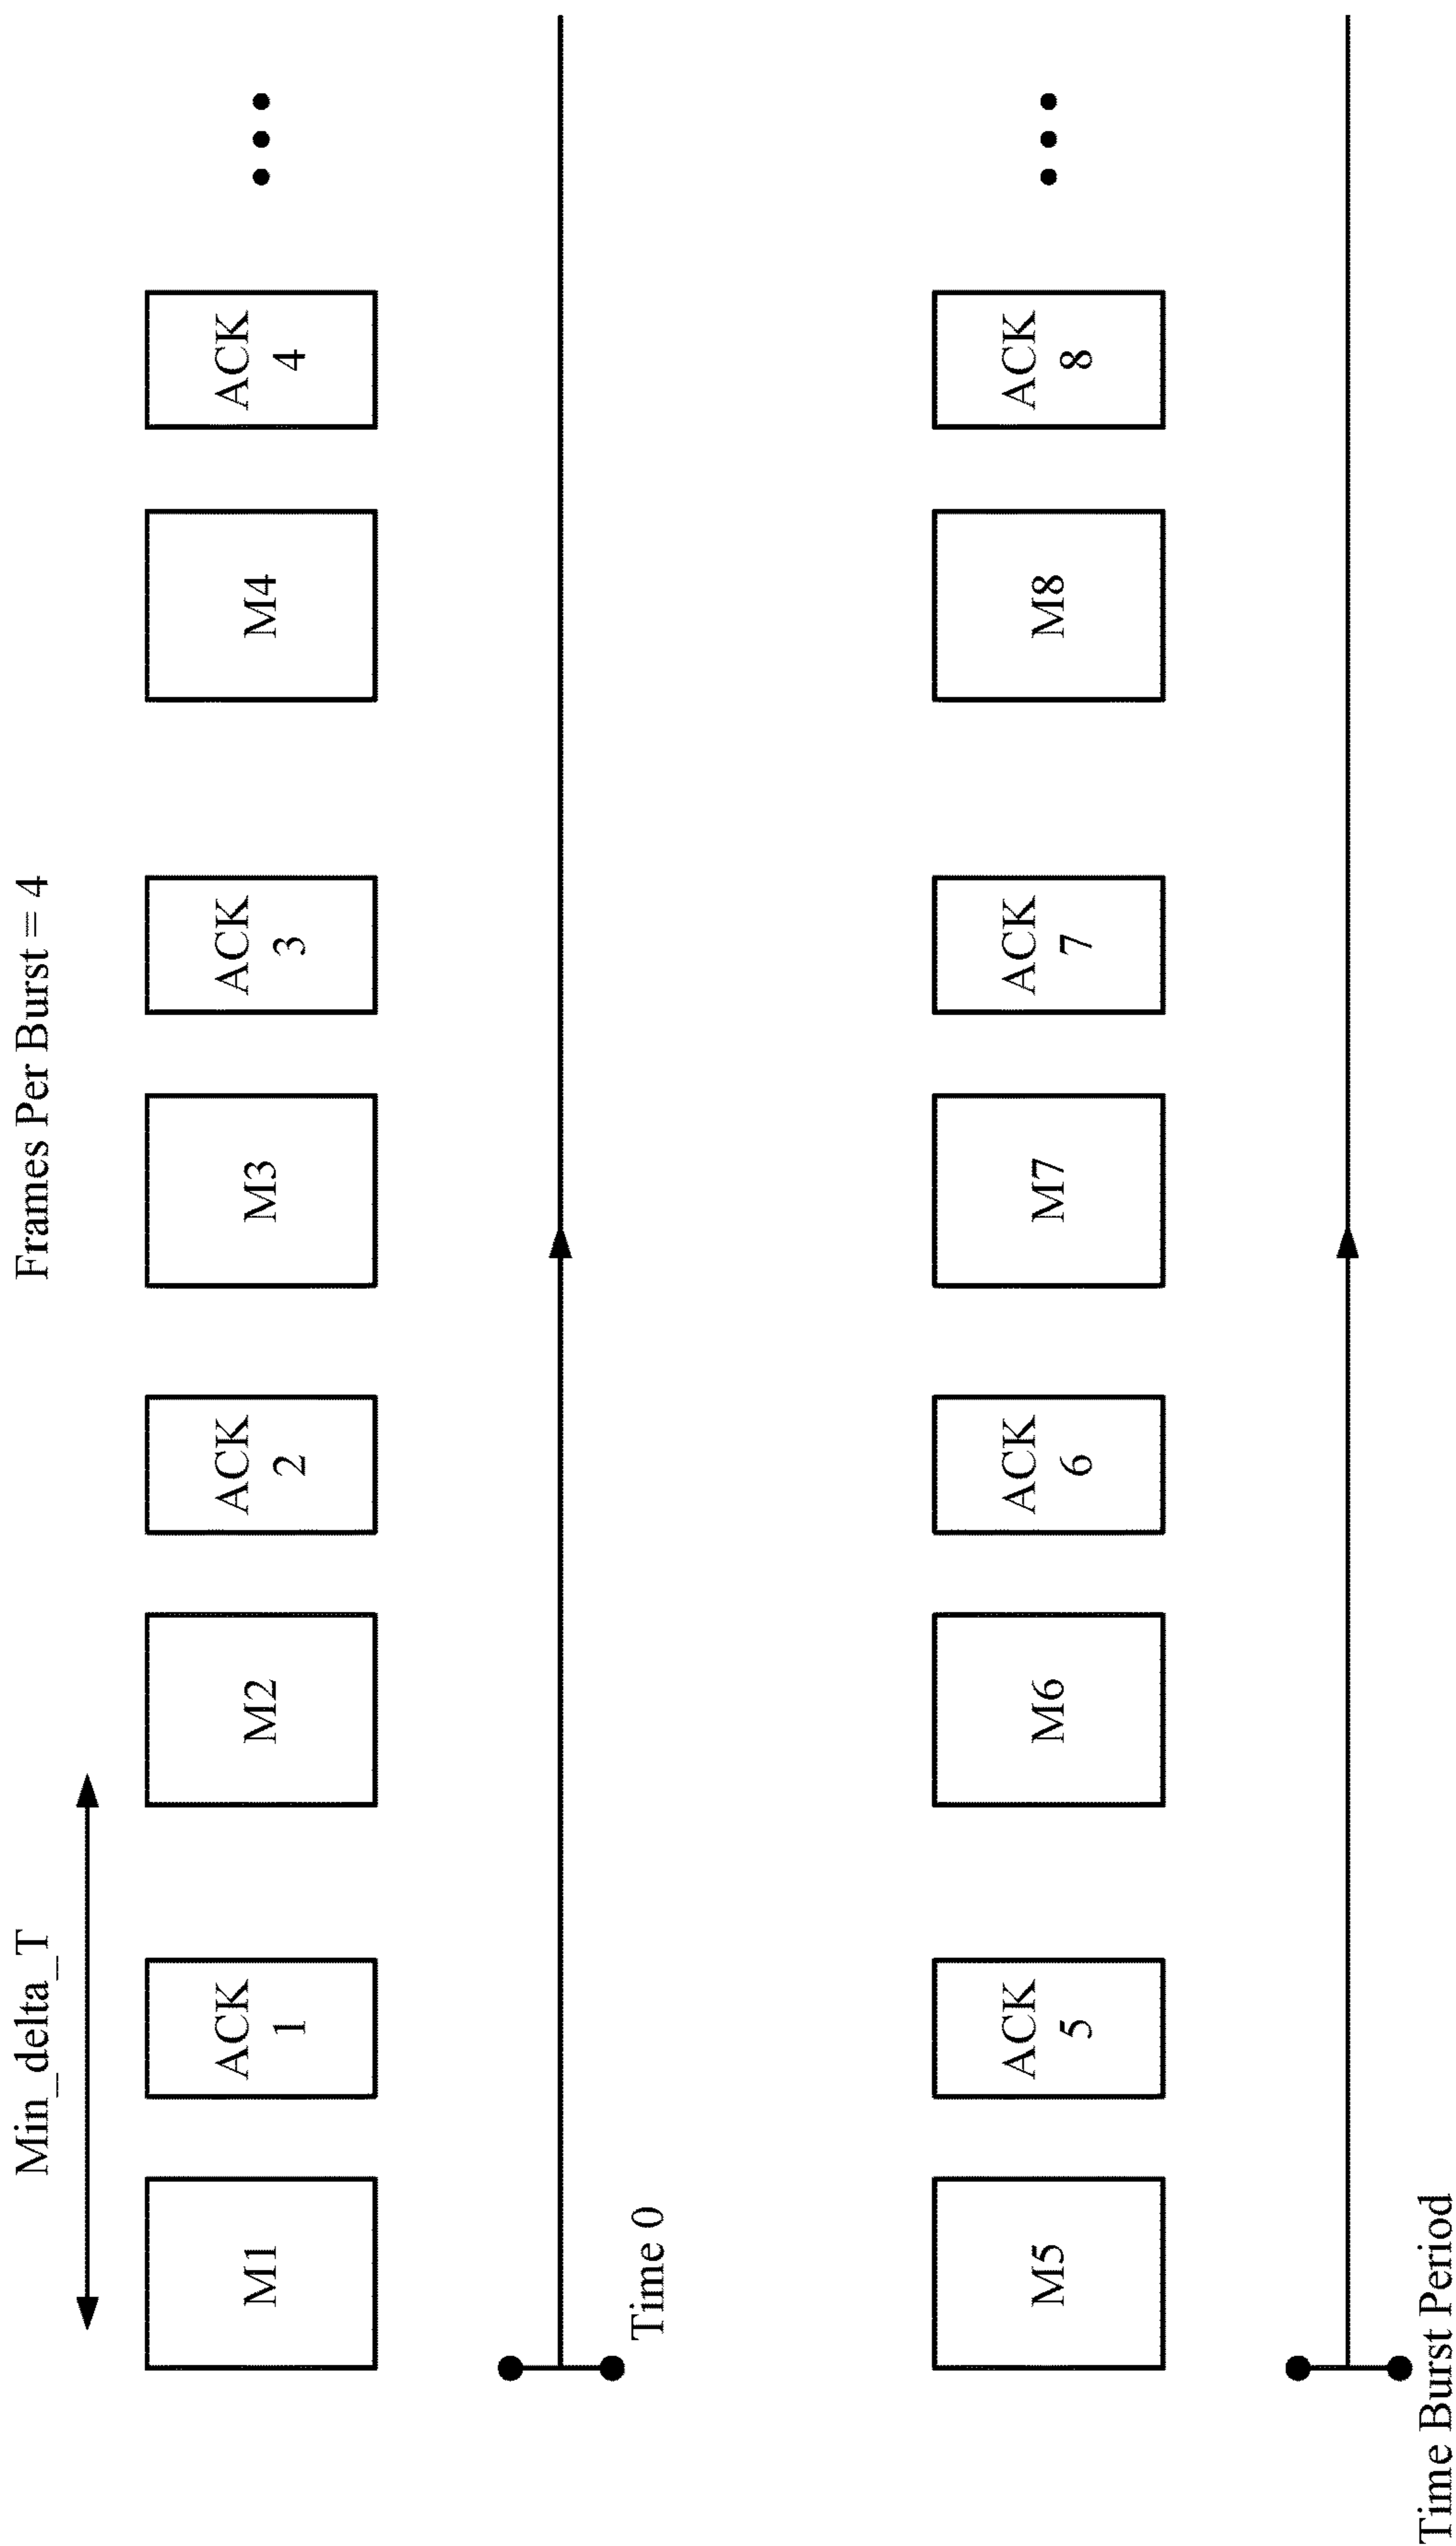 Frames Per Burst = 4
Min_delta_T
M1
ACK
1
M2
ACK
2
M3
ACK
3
M4
ACK
4
Time 0
M5
ACK
5
M6
ACK
6
M7
ACK
7
M8
ACK
8
Time Burst Period